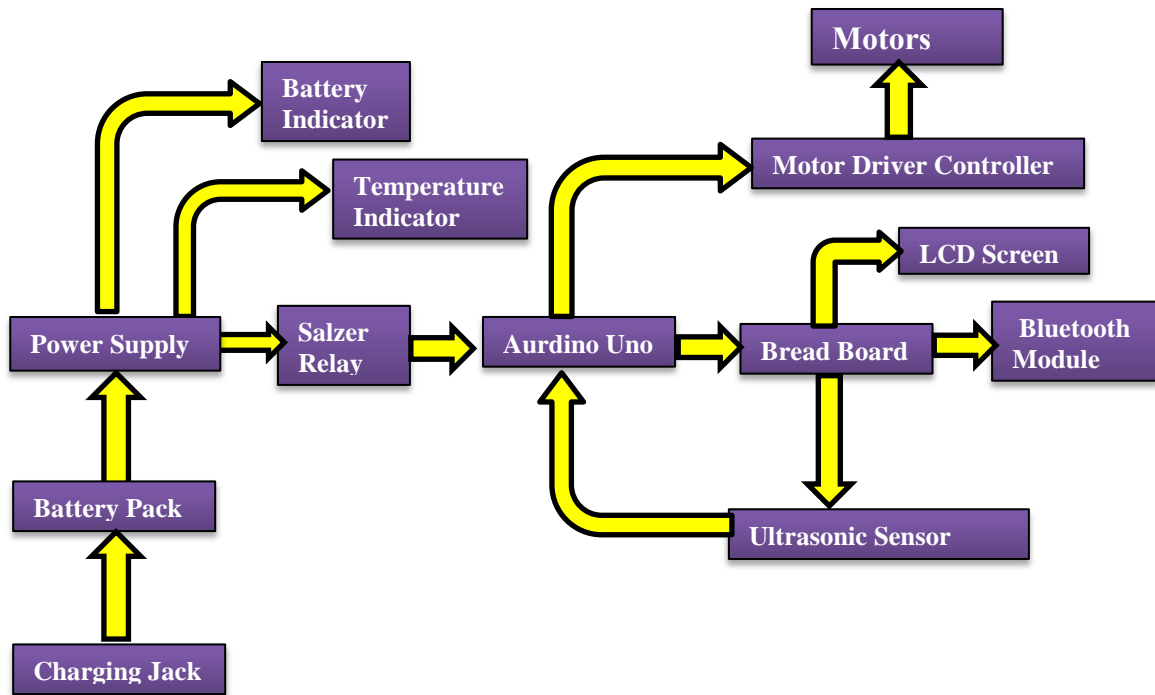 Motors
Battery
Indicator
Motor Driver Controller
Temperature
Indicator
LCD Screen
Power Supply
Salzer
Relay
Aurdino Uno
Bread Board
Bluetooth
Module
Battery Pack
Ultrasonic Sensor
Charging Jack